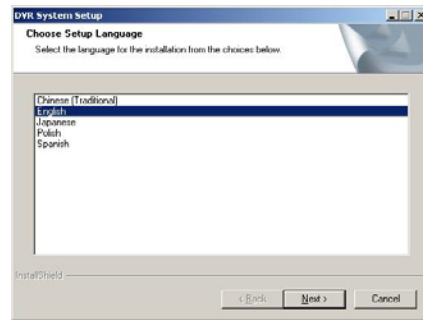 DVR System Setup
Choose Setup Language
Select the language for the installation from the choices below.
Chinese (Traditional)
English
Japanese
Polish
Spanish
InstallShield
< Back
Next >
Cancel